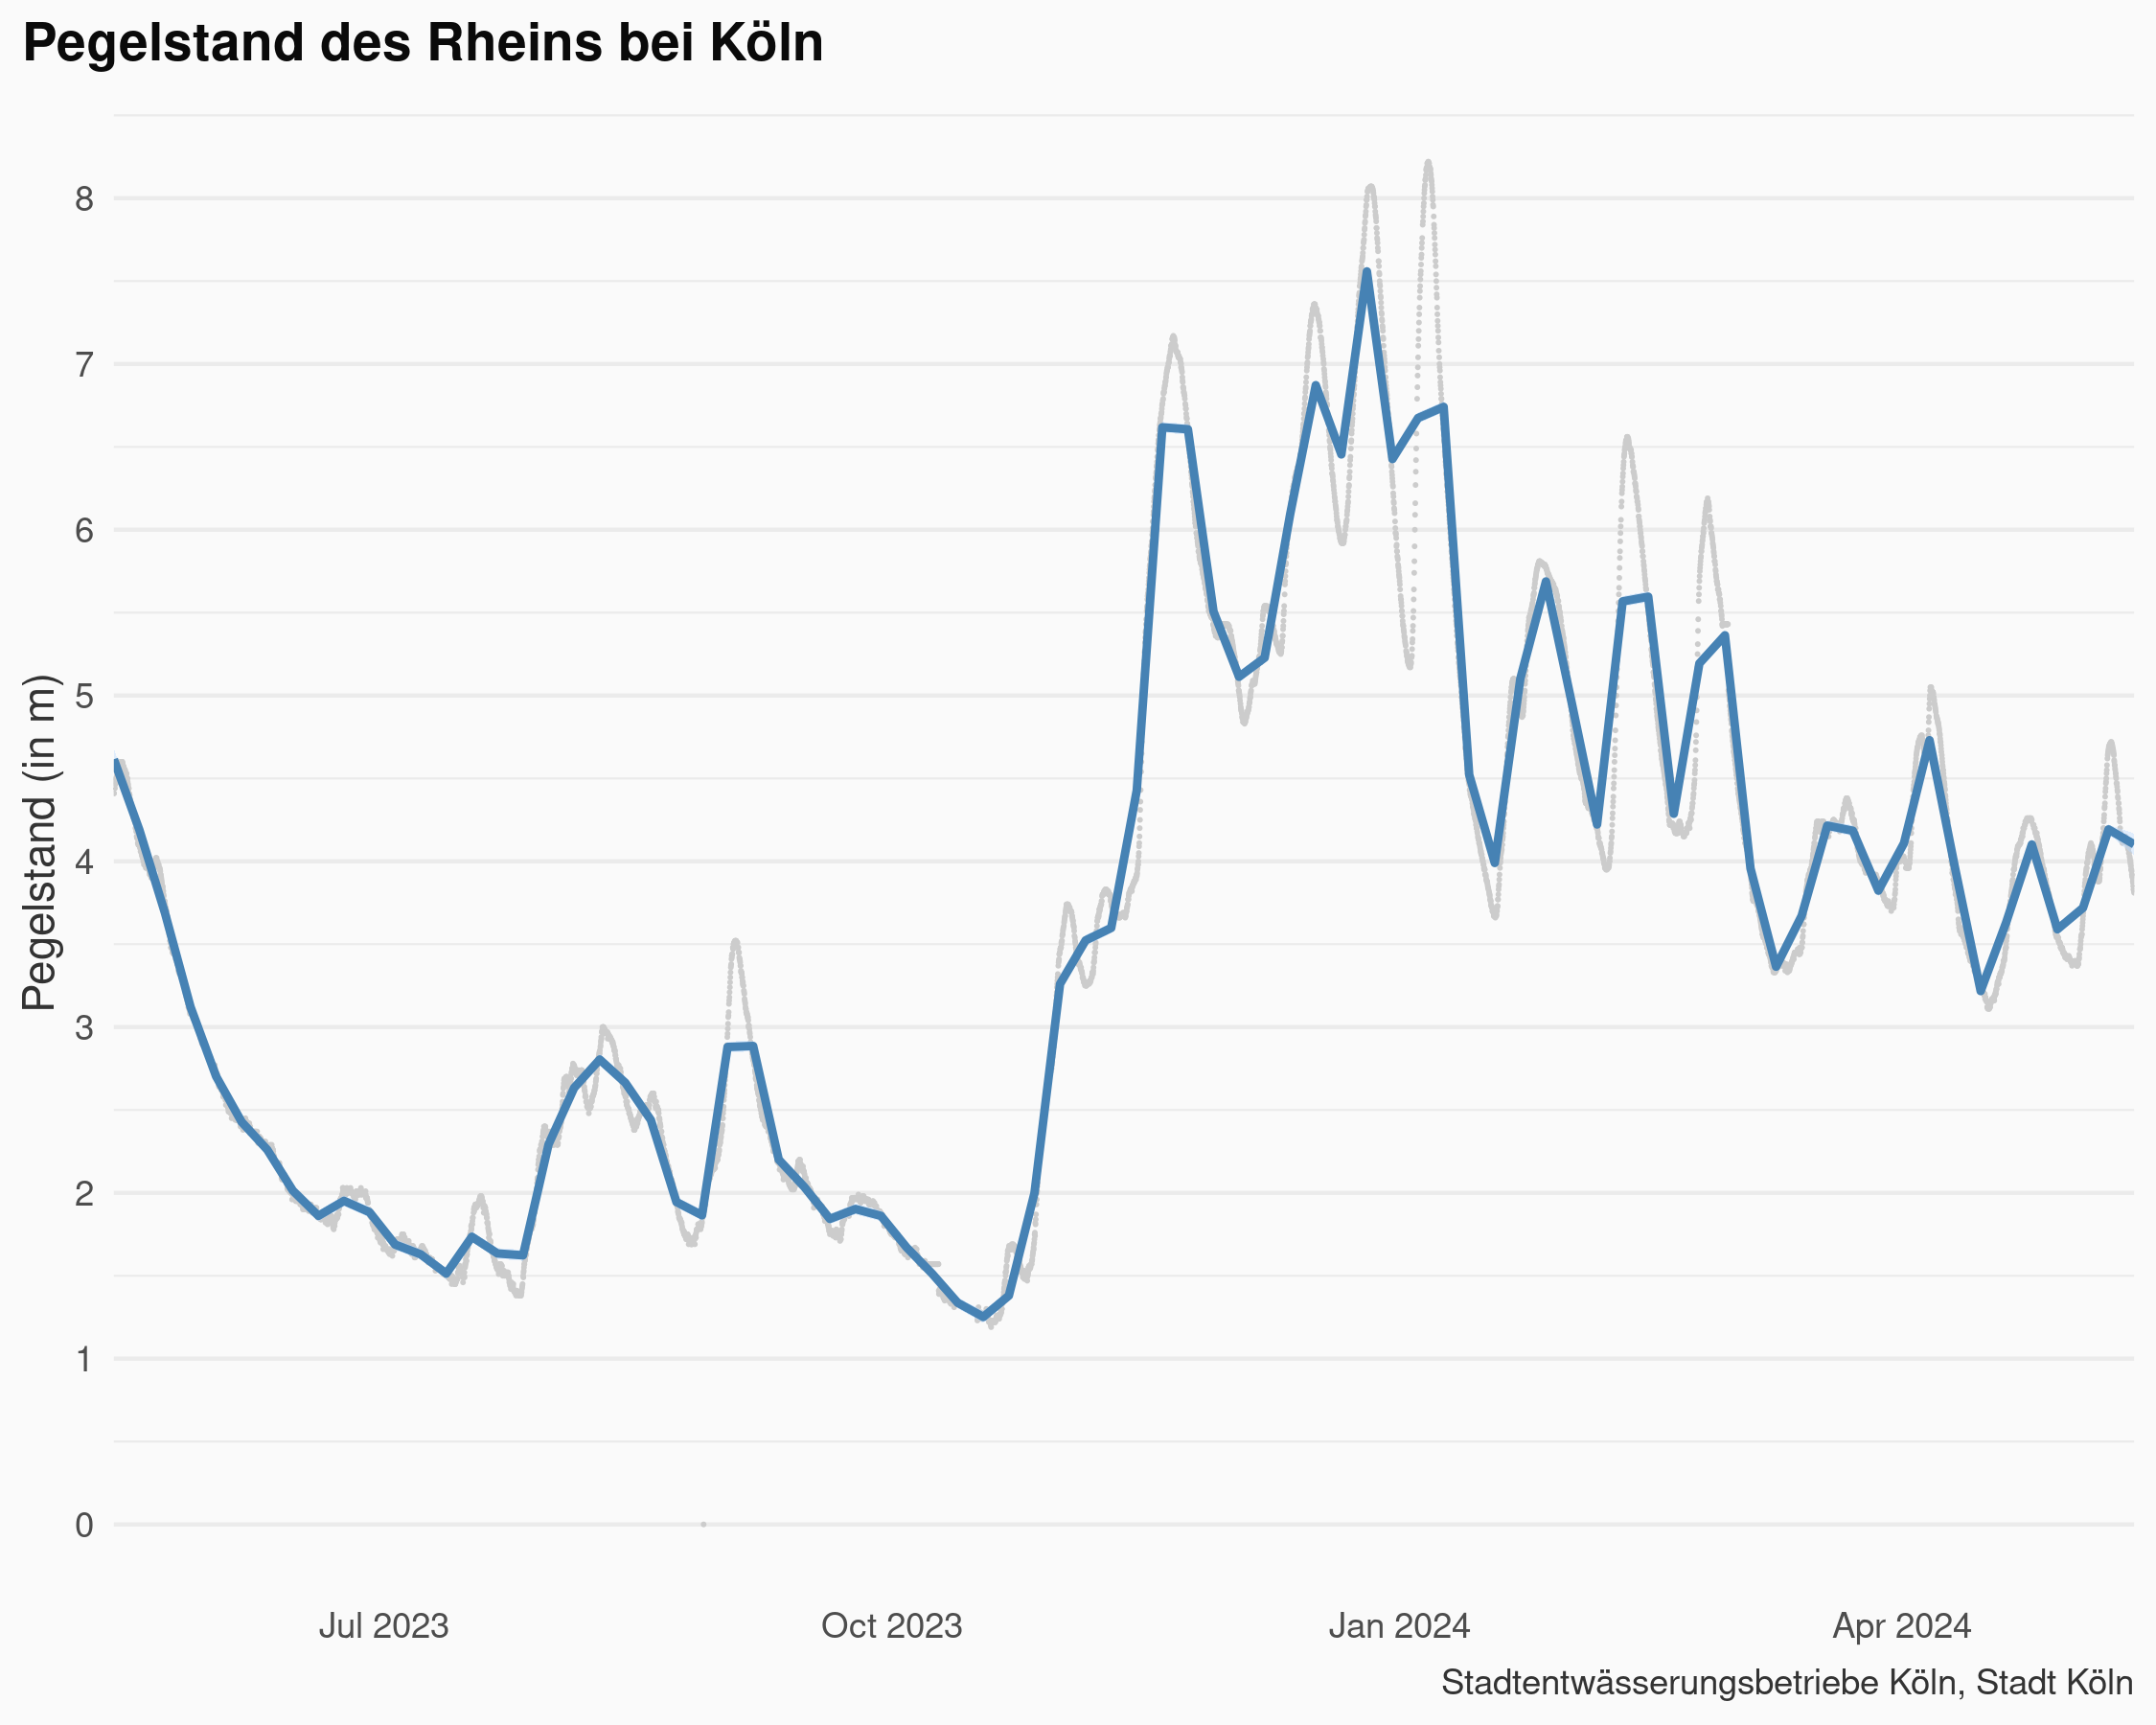 Pegelstand des Rheins bei Köln
Pegelstand (in m)
8
7
6
5
4
3
2
1
0
Jul 2023
Oct 2023
Jan 2024
Apr 2024
Stadtentwässerungsbetriebe Köln, Stadt Köln